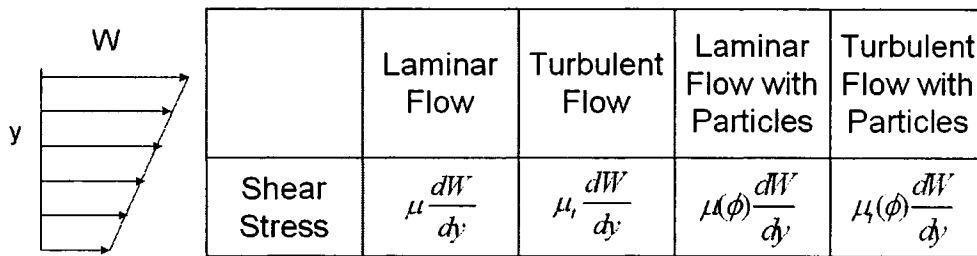 W
y
Laminar
Flow
Turbulent
Flow
Laminar
Flow with
Particles
Turbulent
Flow with
Particles
Shear
Stress
μ dW/dy
μₜ dW/dy
μ(φ) dW/dy
μₜ(φ) dW/dy